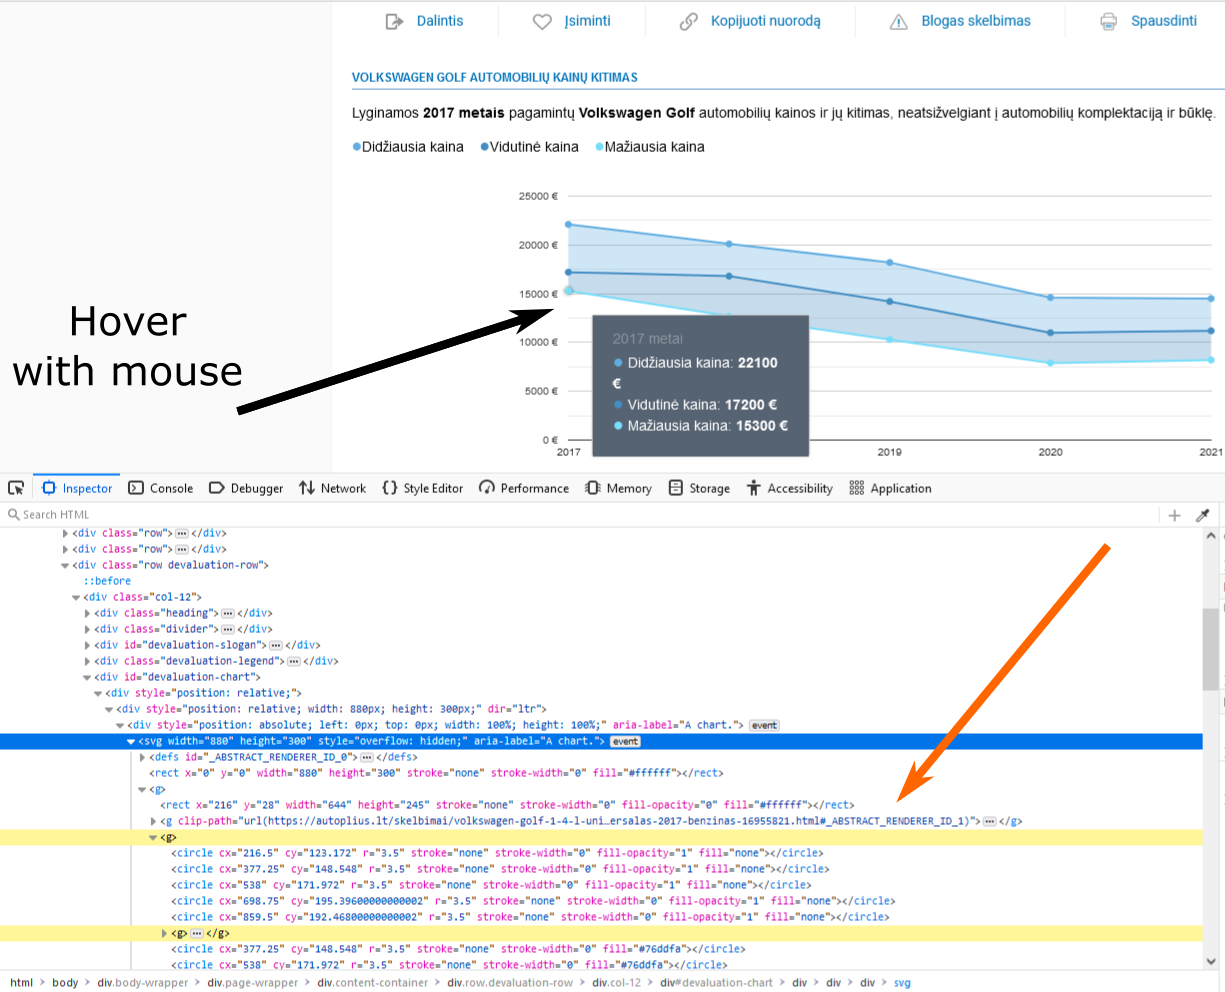 Dalintis Įsiminti Kopijuoti nuorodą Blogas skelbimas Spausdinti
VOLKSWAGEN GOLF AUTOMOBILIŲ KAINŲ KITIMAS
Lyginamos 2017 metais pagamintų Volkswagen Golf automobilių kainos ir jų kitimas, neatsižvelgiant į automobilių komplektaciją ir būklę.
Didžiausia kaina Vidutinė kaina Mažiausia kaina
25000 €
20000 €
15000 €
10000 €
5000 €
0 €
2017 2019 2020 2021
2017 metai
Didžiausia kaina: 22100
€
Vidutinė kaina: 17200 €
Mažiausia kaina: 15300 €
Hover
with mouse
Inspector Console Debugger Network Style Editor Performance Memory Storage Accessibility Application
Search HTML
<div class="row"> ••• </div>
<div class="row"> ••• </div>
<div class="row devaluation-row">
::before
<div class="col-12">
<div class="heading"> ••• </div>
<div class="divider"> ••• </div>
<div id="devaluation-slogan"> ••• </div>
<div class="devaluation-legend"> ••• </div>
<div id="devaluation-chart">
<div style="position: relative;">
<div style="position: relative; width: 880px; height: 300px;" dir="ltr">
<div style="position: absolute; left: 0px; top: 0px; width: 100%; height: 100%;" aria-label="A chart."> event
<svg width="880" height="300" style="overflow: hidden;" aria-label="A chart."> event
<defs id="_ABSTRACT_RENDERER_ID_0"> ••• </defs>
<rect x="0" y="0" width="880" height="300" stroke="none" stroke-width="0" fill="#ffffff"></rect>
<g>
<rect x="216" y="28" width="644" height="245" stroke="none" stroke-width="0" fill-opacity="0" fill="#ffffff"></rect>
<g clip-path="url(https://autoplius.lt/skelbimai/volkswagen-golf-1-4-l-uni…ersalas-2017-benzinas-16955821.html#_ABSTRACT_RENDERER_ID_1)"> ••• </g>
<g>
<circle cx="216.5" cy="123.172" r="3.5" stroke="none" stroke-width="0" fill-opacity="1" fill="none"></circle>
<circle cx="377.25" cy="148.548" r="3.5" stroke="none" stroke-width="0" fill-opacity="1" fill="none"></circle>
<circle cx="538" cy="171.972" r="3.5" stroke="none" stroke-width="0" fill-opacity="1" fill="none"></circle>
<circle cx="698.75" cy="195.39600000000002" r="3.5" stroke="none" stroke-width="0" fill-opacity="1" fill="none"></circle>
<circle cx="859.5" cy="192.46800000000002" r="3.5" stroke="none" stroke-width="0" fill-opacity="1" fill="none"></circle>
<g> ••• </g>
<circle cx="377.25" cy="148.548" r="3.5" stroke="none" stroke-width="0" fill="#76ddfa"></circle>
<circle cx="538" cy="171.972" r="3.5" stroke="none" stroke-width="0" fill="#76ddfa"></circle>
html > body > div.body-wrapper > div.page-wrapper > div.content-container > div.row.devaluation-row > div.col-12 > div#devaluation-chart > div > div > div > svg